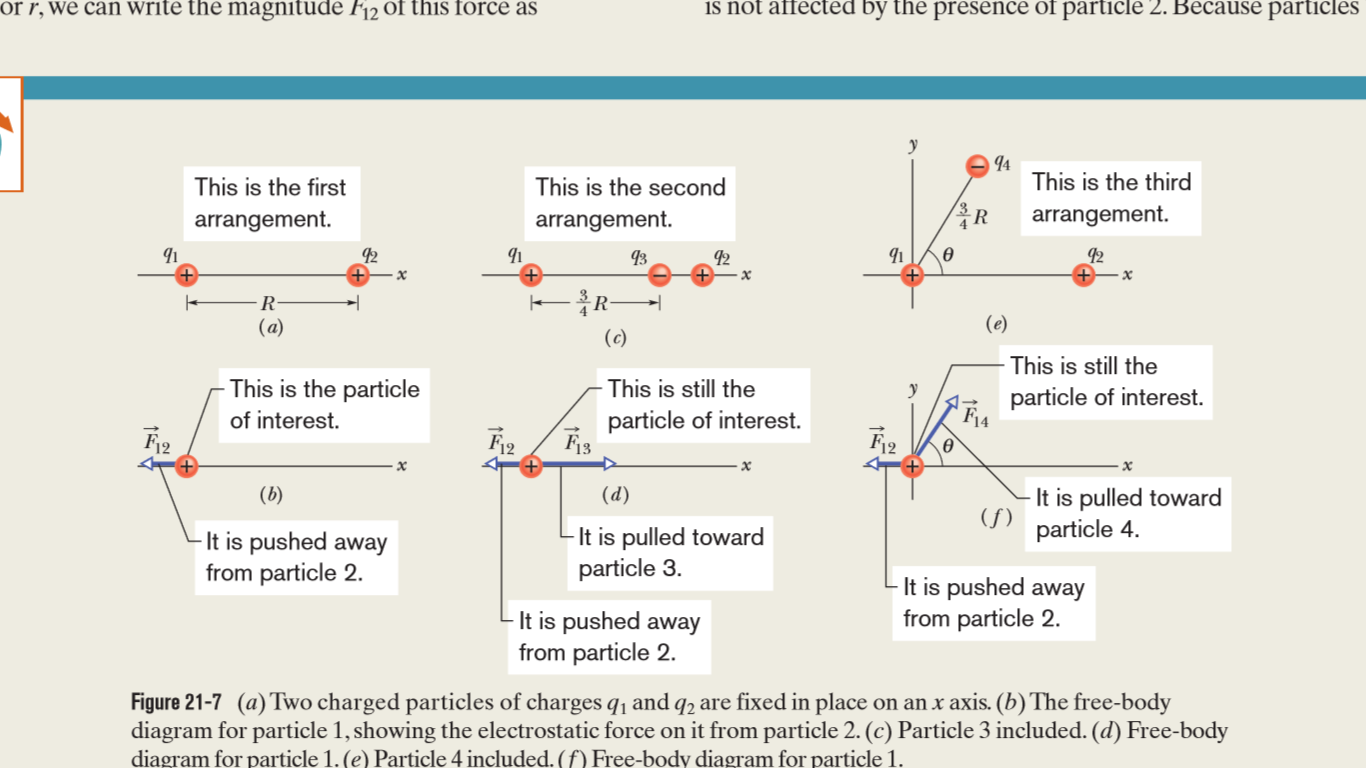 or r, we can write the magnitude F12 of this force as
is not affected by the presence of particle 2. Because particles
This is the first
arrangement.
q1
q2
+
+
x
R
(a)
This is the second
arrangement.
q1
q3
q2
+
−
+
x
3/4 R
(c)
y
− q4
This is the third
arrangement.
3/4 R
q1
θ
q2
+
+
x
(e)
This is the particle
of interest.
F12
+
x
(b)
It is pushed away
from particle 2.
This is still the
particle of interest.
F12
F13
+
x
(d)
It is pulled toward
particle 3.
It is pushed away
from particle 2.
This is still the
particle of interest.
y
F14
F12
θ
+
x
(f)
It is pulled toward
particle 4.
It is pushed away
from particle 2.
Figure 21-7 (a) Two charged particles of charges q1 and q2 are fixed in place on an x axis. (b) The free-body
diagram for particle 1, showing the electrostatic force on it from particle 2. (c) Particle 3 included. (d) Free-body
diagram for particle 1. (e) Particle 4 included. (f) Free-body diagram for particle 1.